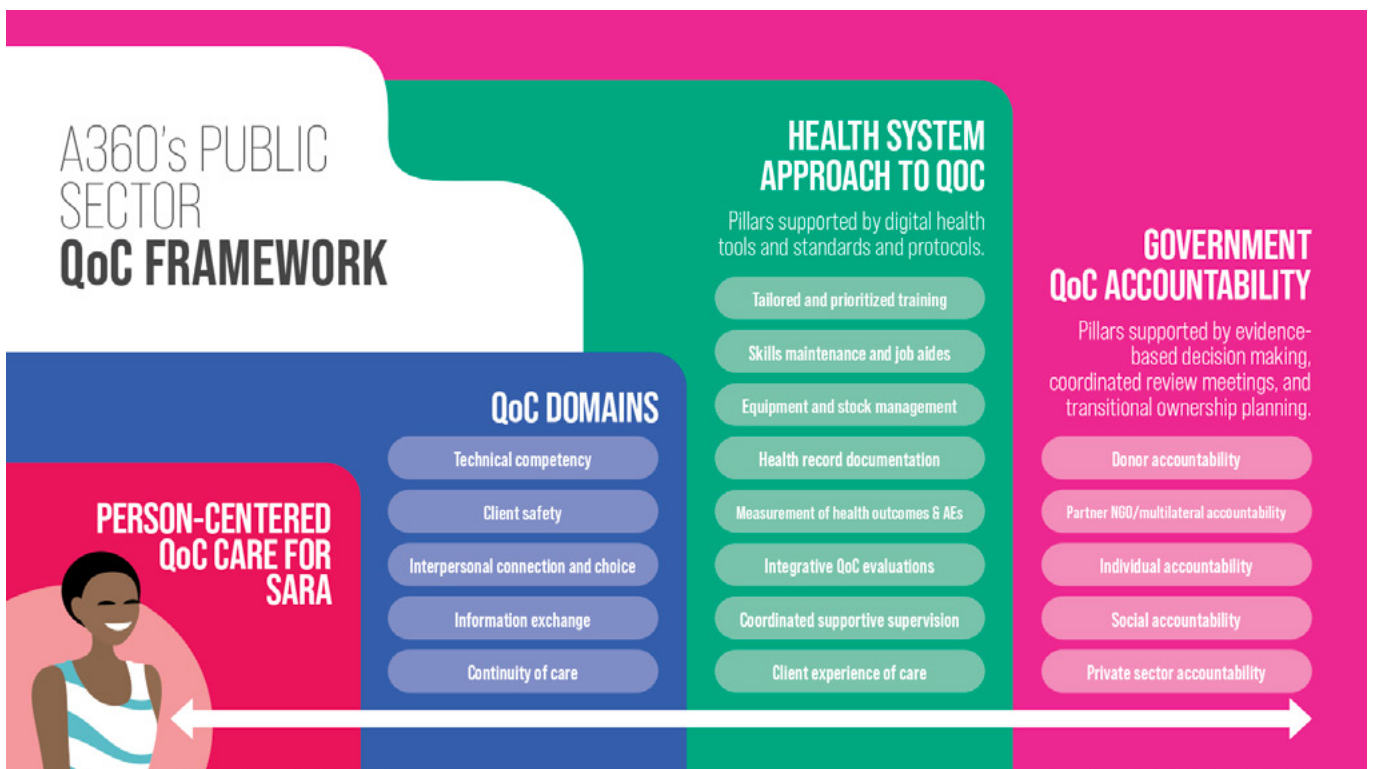 A360's PUBLIC
SECTOR
QoC FRAMEWORK
PERSON-CENTERED
QoC CARE FOR
SARA
QoC DOMAINS
Technical competency
Client safety
Interpersonal connection and choice
Information exchange
Continuity of care
HEALTH SYSTEM
APPROACH TO QOC
Pillars supported by digital health
tools and standards and protocols.
Tailored and prioritized training
Skills maintenance and job aides
Equipment and stock management
Health record documentation
Measurement of health outcomes & AEs
Integrative QoC evaluations
Coordinated supportive supervision
Client experience of care
GOVERNMENT
QoC ACCOUNTABILITY
Pillars supported by evidence-
based decision making,
coordinated review meetings, and
transitional ownership planning.
Donor accountability
Partner NGO/multilateral accountability
Individual accountability
Social accountability
Private sector accountability